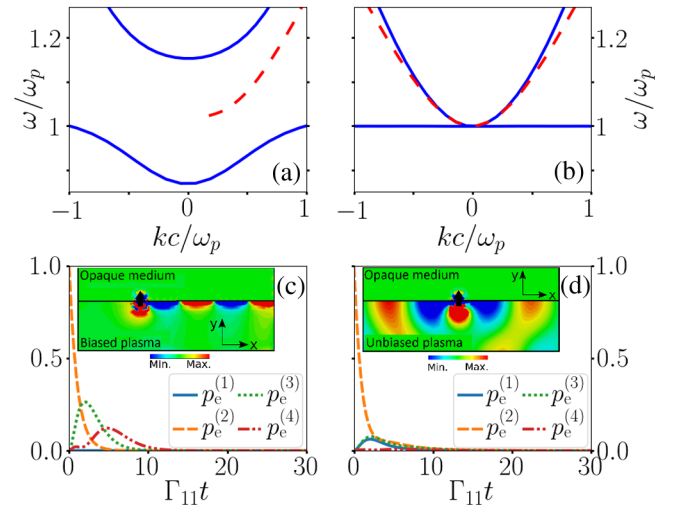 1.2
1
ω/ω_p
(a)
−1 0 1
kc/ω_p
1.2
1
ω/ω_p
(b)
−1 0 1
kc/ω_p
1.0
0.5
0.0
Opaque medium
(c)
y
x
Biased plasma
Min. Max.
p_e^(1) p_e^(3)
p_e^(2) p_e^(4)
0 10 20 30
Γ_11 t
1.0
0.5
0.0
Opaque medium
y
x
(d)
Unbiased plasma
Min. Max.
p_e^(1) p_e^(3)
p_e^(2) p_e^(4)
0 10 20 30
Γ_11 t